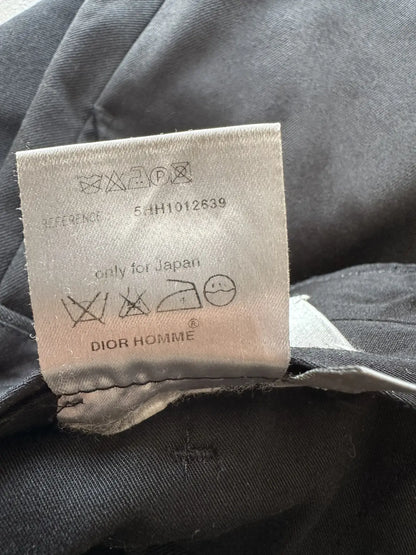 REFERENCE 5HH1012639
only for Japan
DIOR HOMME®